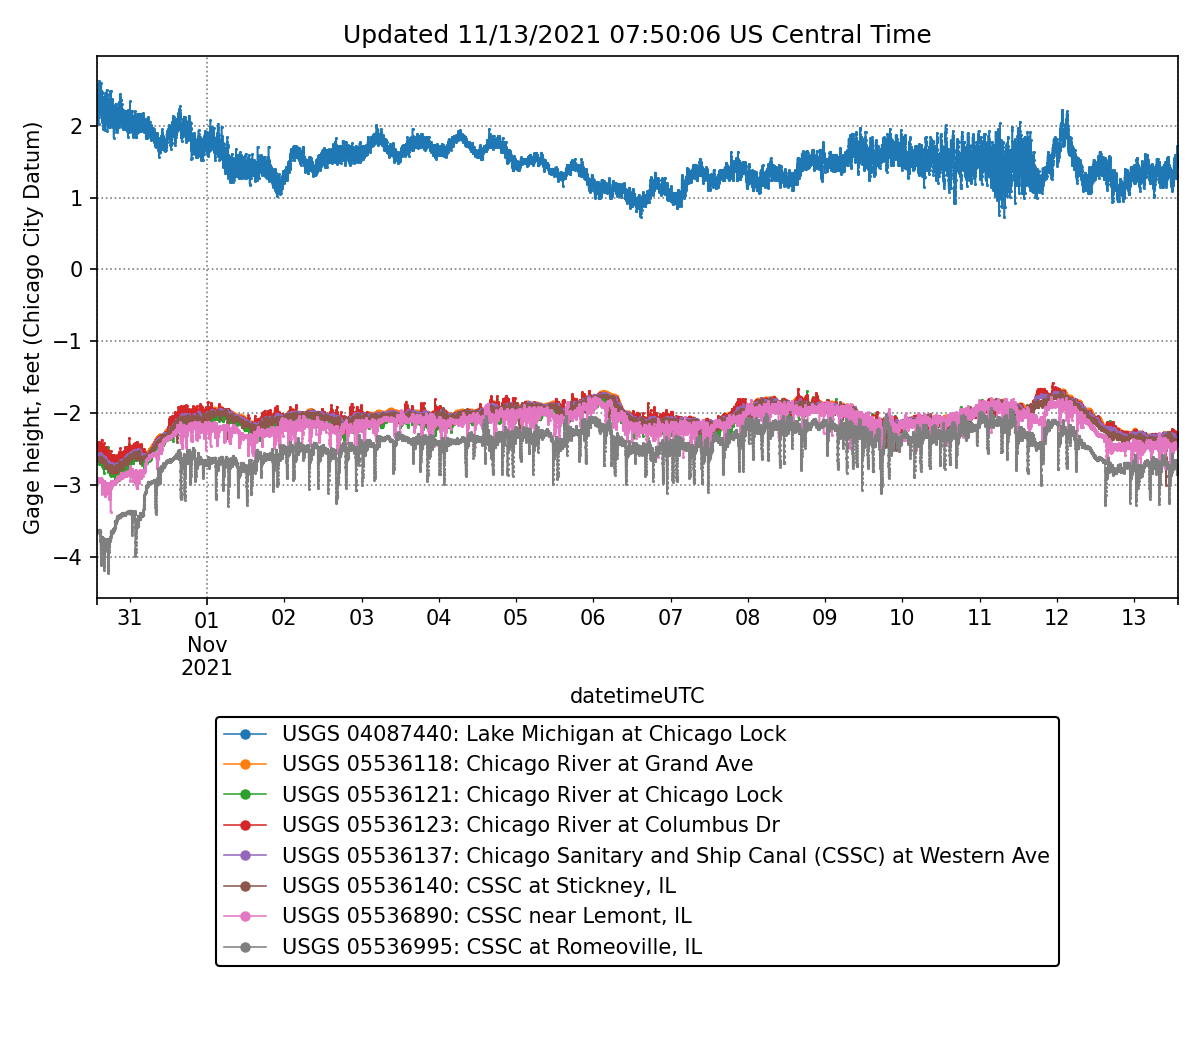 Updated 11/13/2021 07:50:06 US Central Time
Gage height, feet (Chicago City Datum)
2
1
0
−1
−2
−3
−4
31
01
Nov
2021
02
03
04
05
06
07
08
09
10
11
12
13
datetimeUTC
USGS 04087440: Lake Michigan at Chicago Lock
USGS 05536118: Chicago River at Grand Ave
USGS 05536121: Chicago River at Chicago Lock
USGS 05536123: Chicago River at Columbus Dr
USGS 05536137: Chicago Sanitary and Ship Canal (CSSC) at Western Ave
USGS 05536140: CSSC at Stickney, IL
USGS 05536890: CSSC near Lemont, IL
USGS 05536995: CSSC at Romeoville, IL